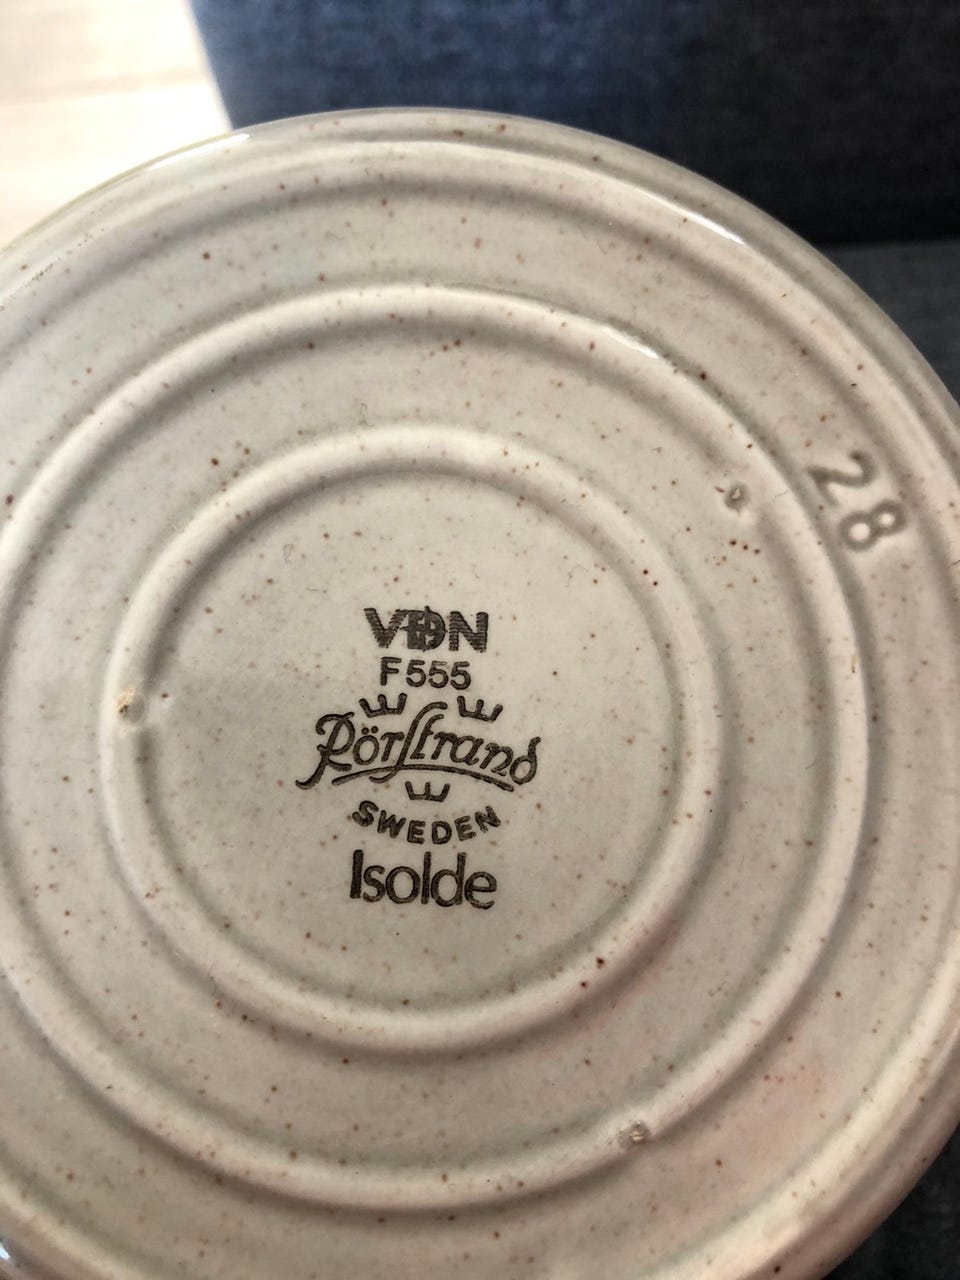 VDN
F555
Rörstrand
SWEDEN
Isolde
28